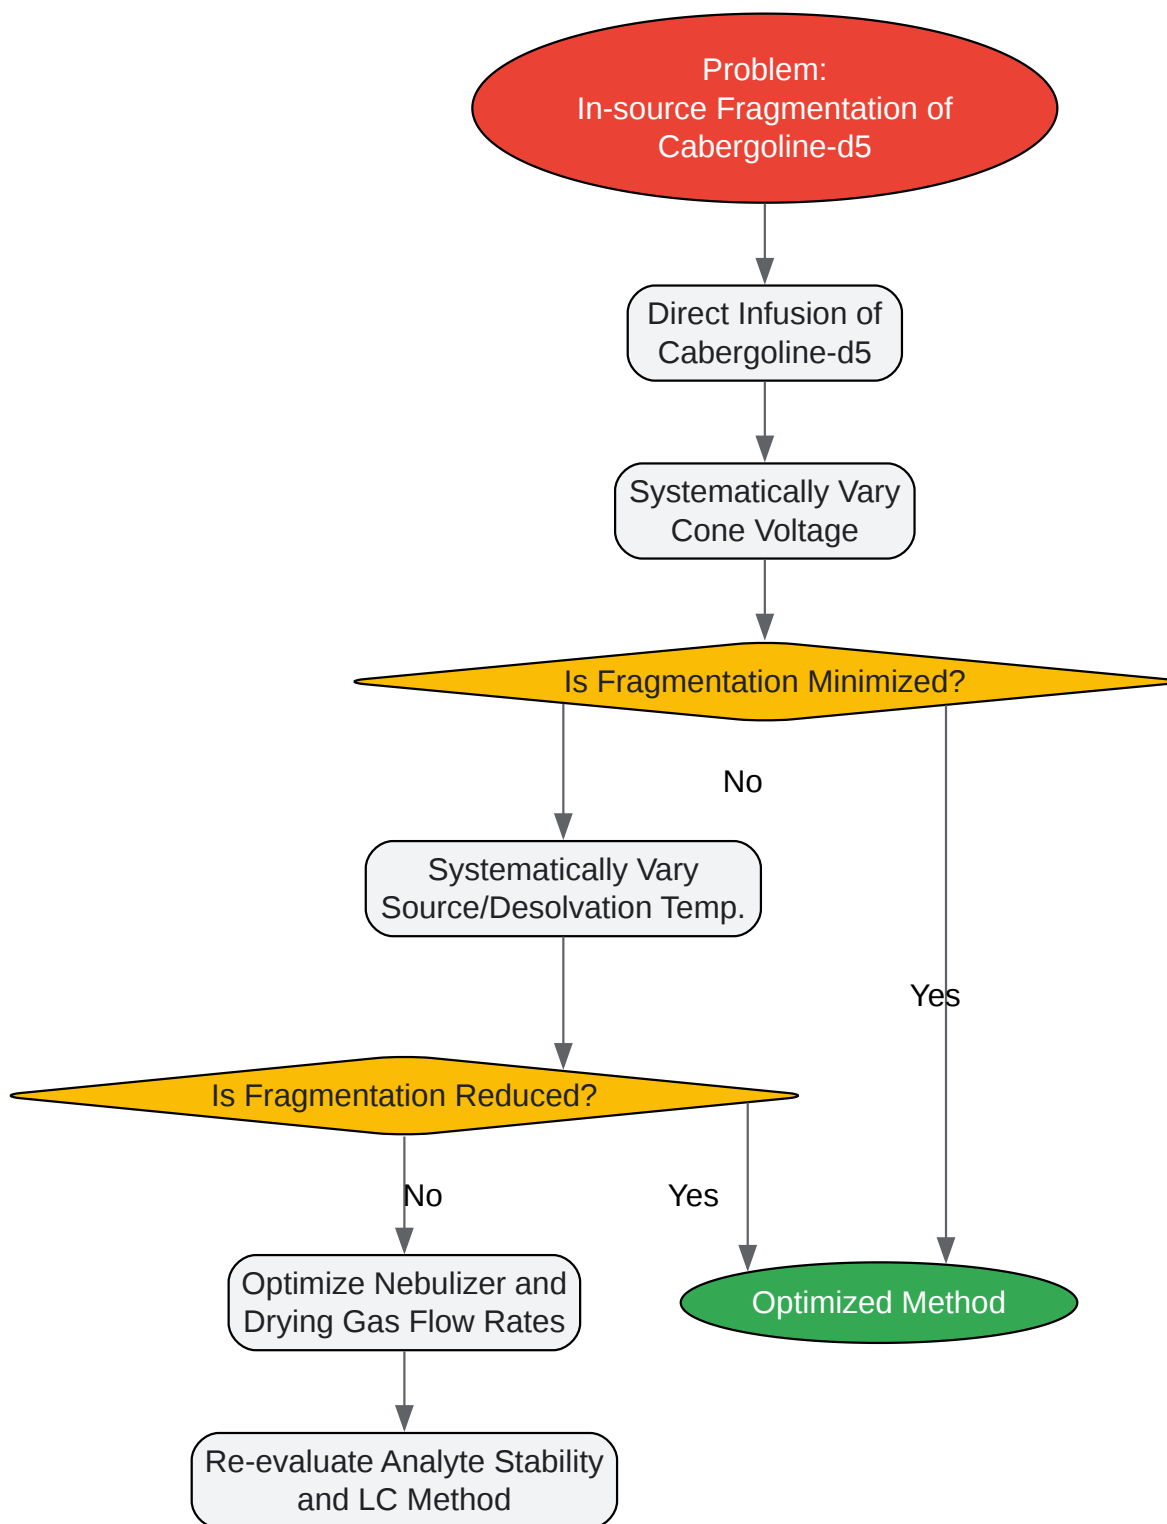 Problem:
In-source Fragmentation of
Cabergoline-d5
Direct Infusion of
Cabergoline-d5
Systematically Vary
Cone Voltage
Is Fragmentation Minimized?
No
Systematically Vary
Source/Desolvation Temp.
Yes
Is Fragmentation Reduced?
No
Yes
Optimize Nebulizer and
Drying Gas Flow Rates
Optimized Method
Re-evaluate Analyte Stability
and LC Method